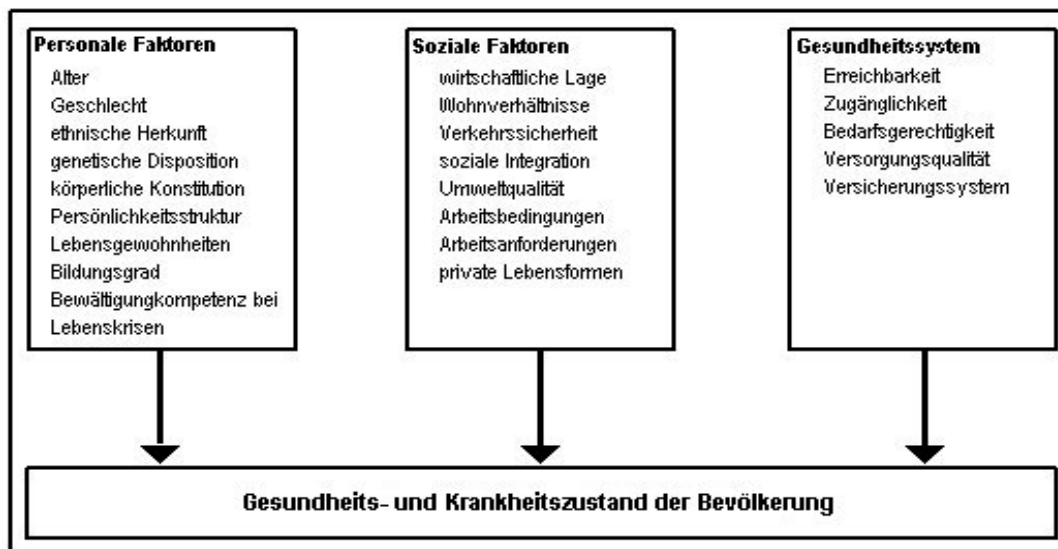 Personale Faktoren
Alter
Geschlecht
ethnische Herkunft
genetische Disposition
körperliche Konstitution
Persönlichkeitsstruktur
Lebensgewohnheiten
Bildungsgrad
Bewältigungkompetenz bei
Lebenskrisen
Soziale Faktoren
wirtschaftliche Lage
Wohnverhältnisse
Verkehrssicherheit
soziale Integration
Umweltqualität
Arbeitsbedingungen
Arbeitsanforderungen
private Lebensformen
Gesundheitssystem
Erreichbarkeit
Zugänglichkeit
Bedarfsgerechtigkeit
Versorgungsqualität
Versicherungssystem
Gesundheits- und Krankheitszustand der Bevölkerung